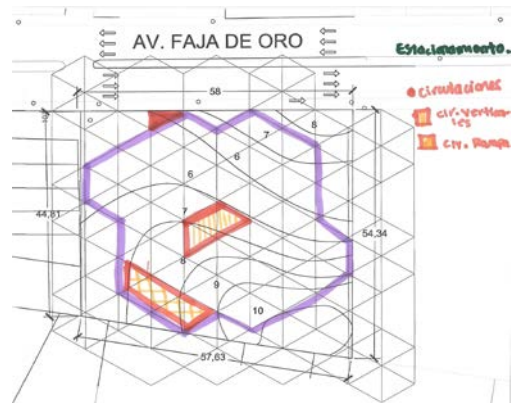 AV. FAJA DE ORO
Estacionamento.
58
circulaciones
cir. verticales
cir. Rampa
8
7
6
6
7
8
9
10
44,81
54,34
57,63